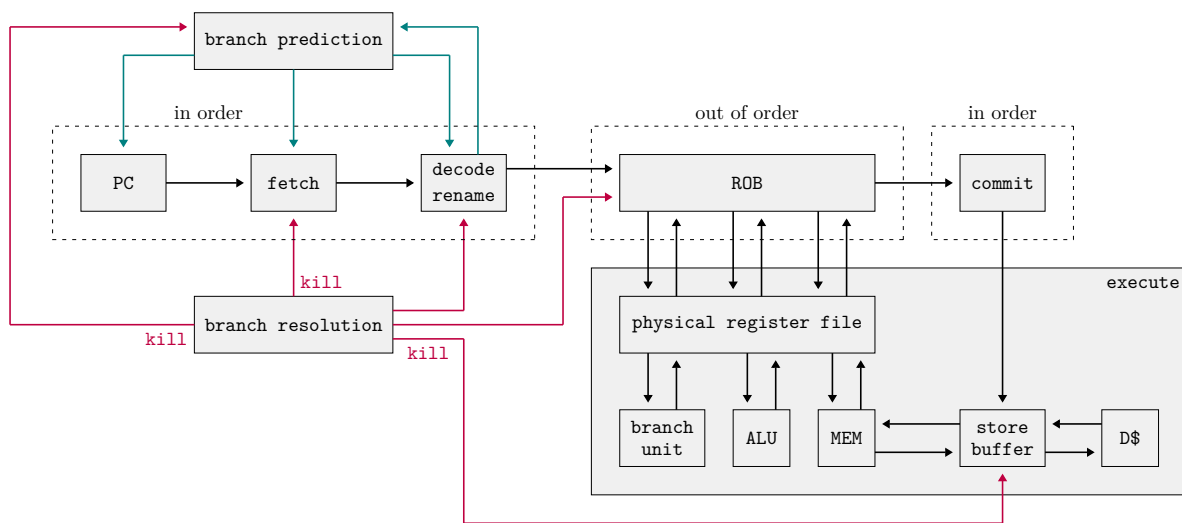 branch prediction
in order
out of order
in order
PC
fetch
decode
rename
ROB
commit
kill
execute
branch resolution
physical register file
kill
kill
branch
unit
ALU
MEM
store
buffer
D$